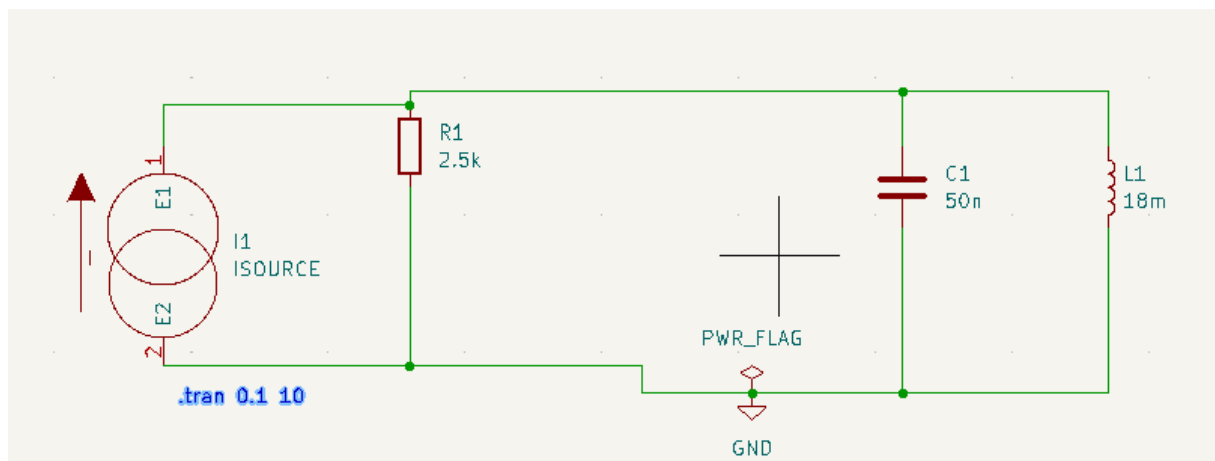 R1
2.5k
1
E1
I
I1
ISOURCE
E2
2
.tran 0.1 10
C1
50n
L1
18m
PWR_FLAG
GND